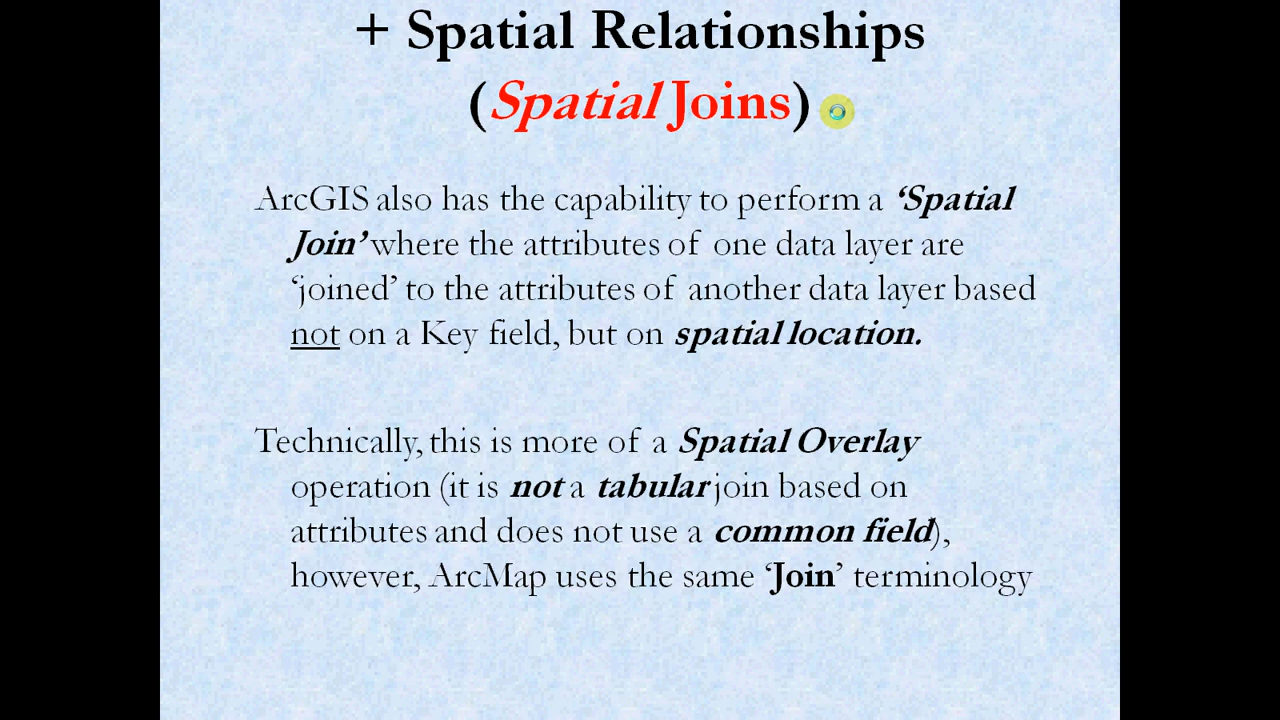 + Spatial Relationships
(Spatial Joins)
ArcGIS also has the capability to perform a ‘Spatial
Join’ where the attributes of one data layer are
‘joined’ to the attributes of another data layer based
not on a Key field, but on spatial location.
Technically, this is more of a Spatial Overlay
operation (it is not a tabular join based on
attributes and does not use a common field),
however, ArcMap uses the same ‘Join’ terminology